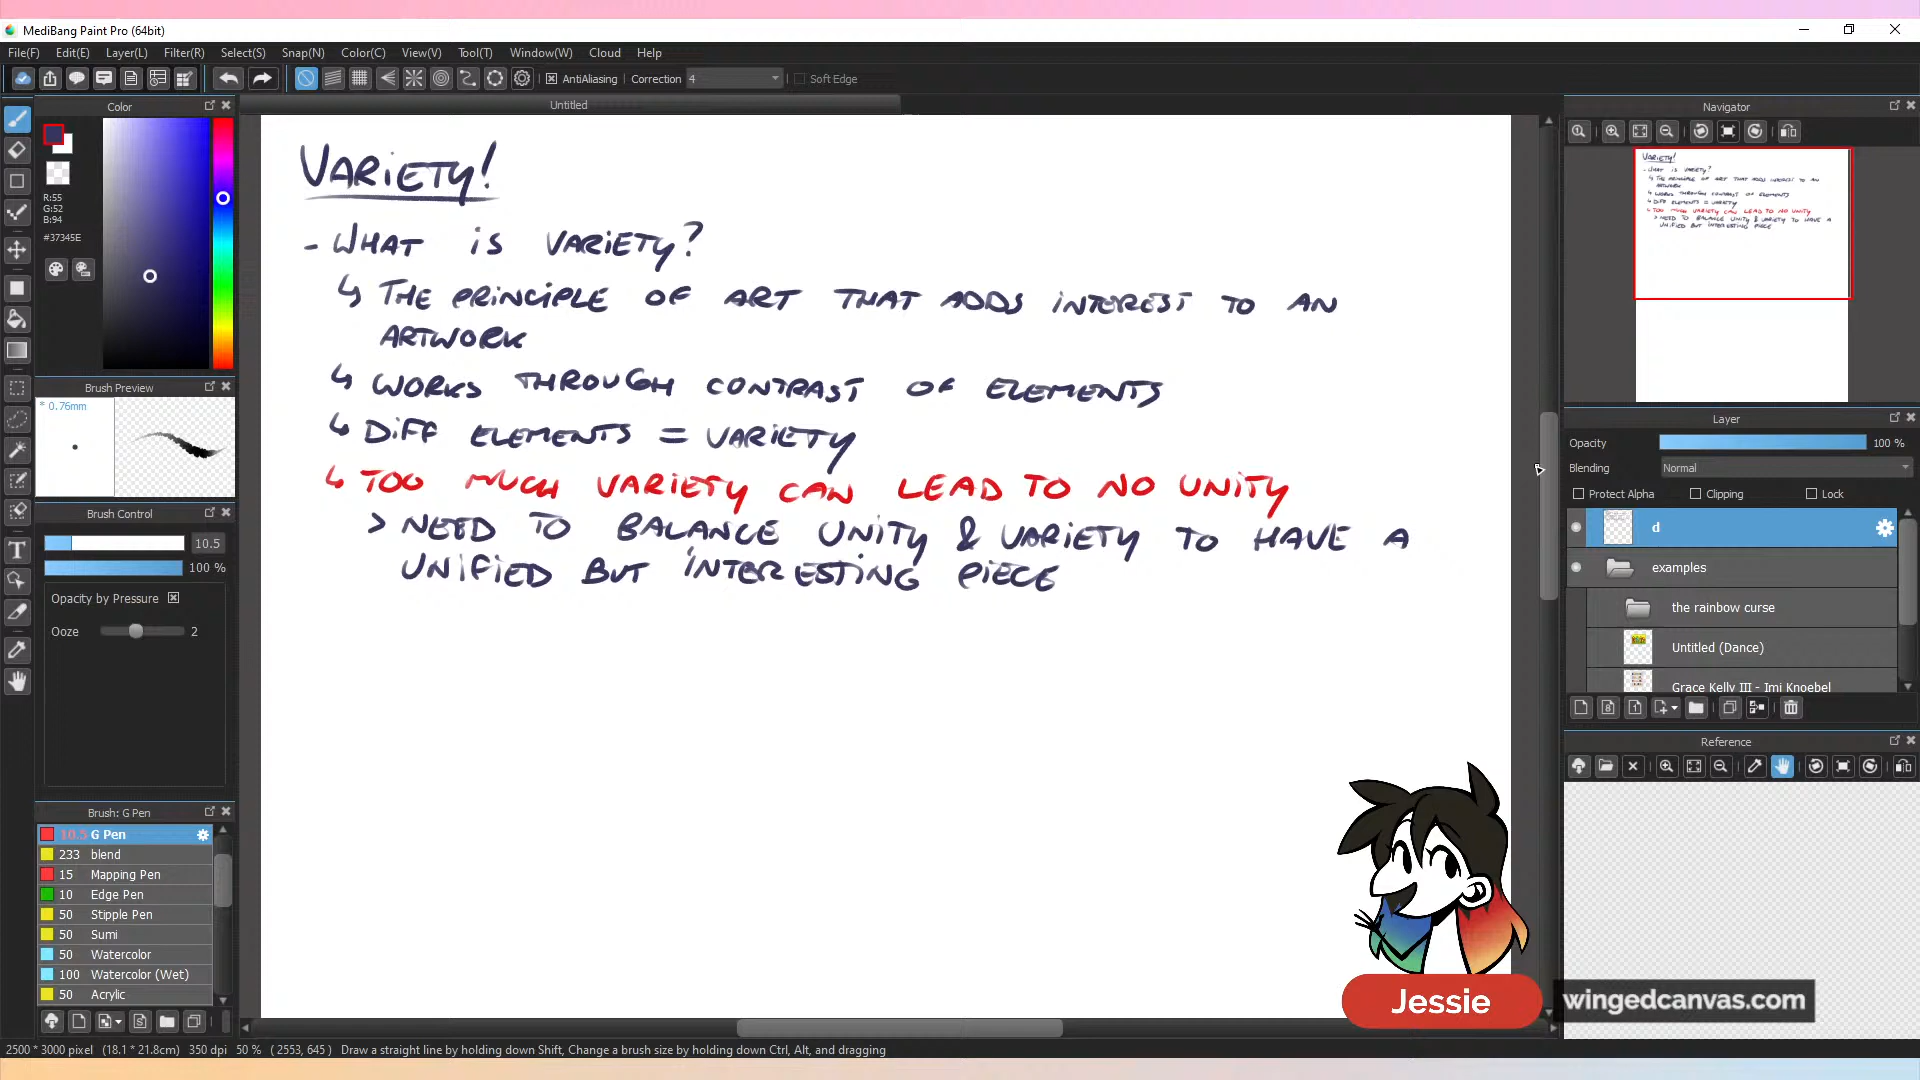 MediBang Paint Pro (64bit)
File(F) Edit(E) Layer(L) Filter(R) Select(S) Snap(N) Color(C) View(V) Tool(T) Window(W) Cloud Help
AntiAliasing Correction 4 Soft Edge
Color
Untitled
Navigator
R:55
G:52
B:94
#37345E
Brush Preview
* 0.76mm
Brush Control
10.5
100 %
Opacity by Pressure
Ooze 2
Brush: G Pen
10.5 G Pen
233 blend
15 Mapping Pen
10 Edge Pen
50 Stipple Pen
50 Sumi
50 Watercolor
100 Watercolor (Wet)
50 Acrylic
VARiETY!
- WHAT iS VARiETY?
↳ THE PRINCIPLE OF ART THAT ADDS INTEREST TO AN
ARTWORK
↳ WORKS THROUGH CONTRAST OF ELEMENTS
↳ DiFF ELEMENTS = VARIETY
↳ TOO MUCH VARIETY CAN LEAD TO NO UNITY
> NEED TO BALANCE UNITY & VARIETY TO HAVE A
UNiFiED BUT iNTERESTiNG PiECE
Layer
Opacity 100 %
Blending Normal
Protect Alpha Clipping Lock
d
examples
the rainbow curse
Untitled (Dance)
Grace Kelly III - Imi Knoebel
Reference
Jessie
wingedcanvas.com
2500 * 3000 pixel (18.1 * 21.8cm) 350 dpi 50 % ( 2553, 645 ) Draw a straight line by holding down Shift, Change a brush size by holding down Ctrl, Alt, and dragging